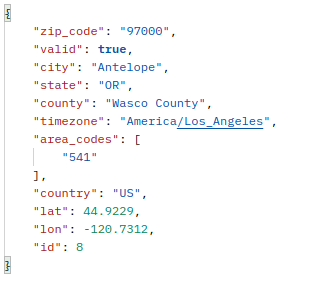 {
"zip_code": "97000",
"valid": true,
"city": "Antelope",
"state": "OR",
"county": "Wasco County",
"timezone": "America/Los_Angeles",
"area_codes": [
"541"
],
"country": "US",
"lat": 44.9229,
"lon": -120.7312,
"id": 8
}